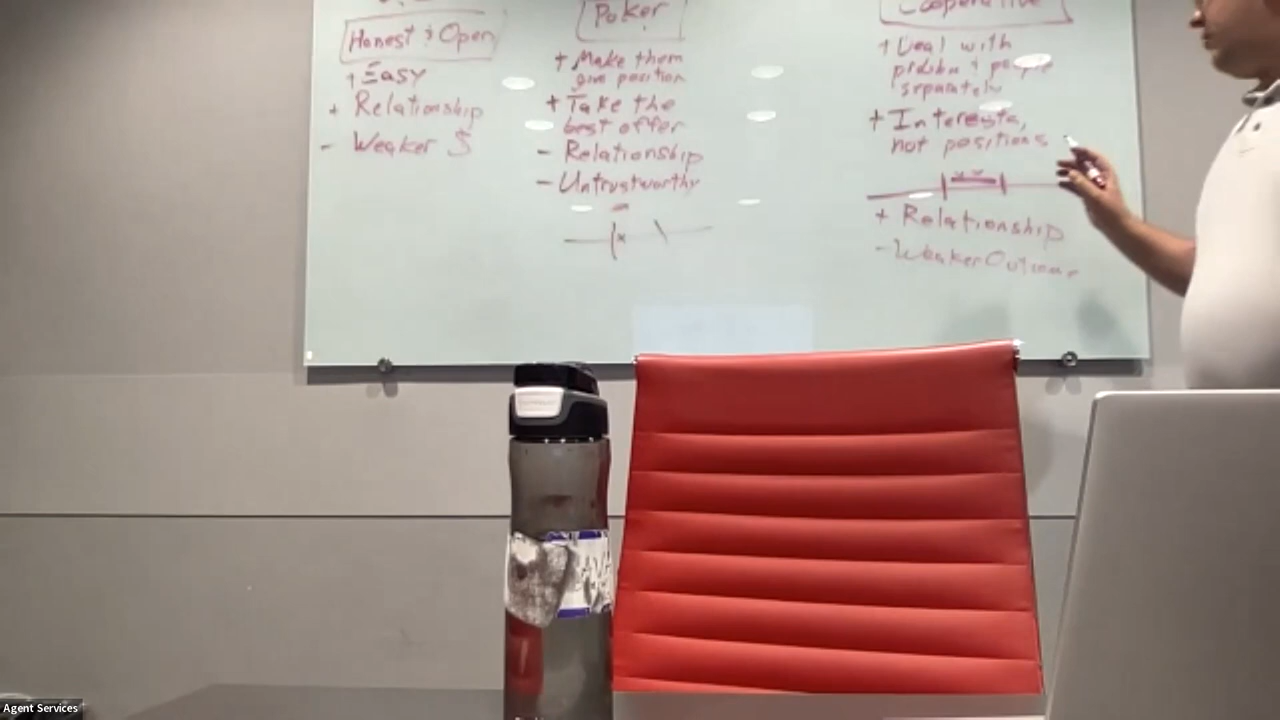 Honest & Open
+ Easy
+ Relationship
- Weaker $
Poker
+ Make them
give position
+ Take the
best offer
- Relationship
- Untrustworthy
Cooperative
+ Deal with
problem & people
separately
+ Interests,
not positions
+ Relationship
- Weaker Outcome
Agent Services